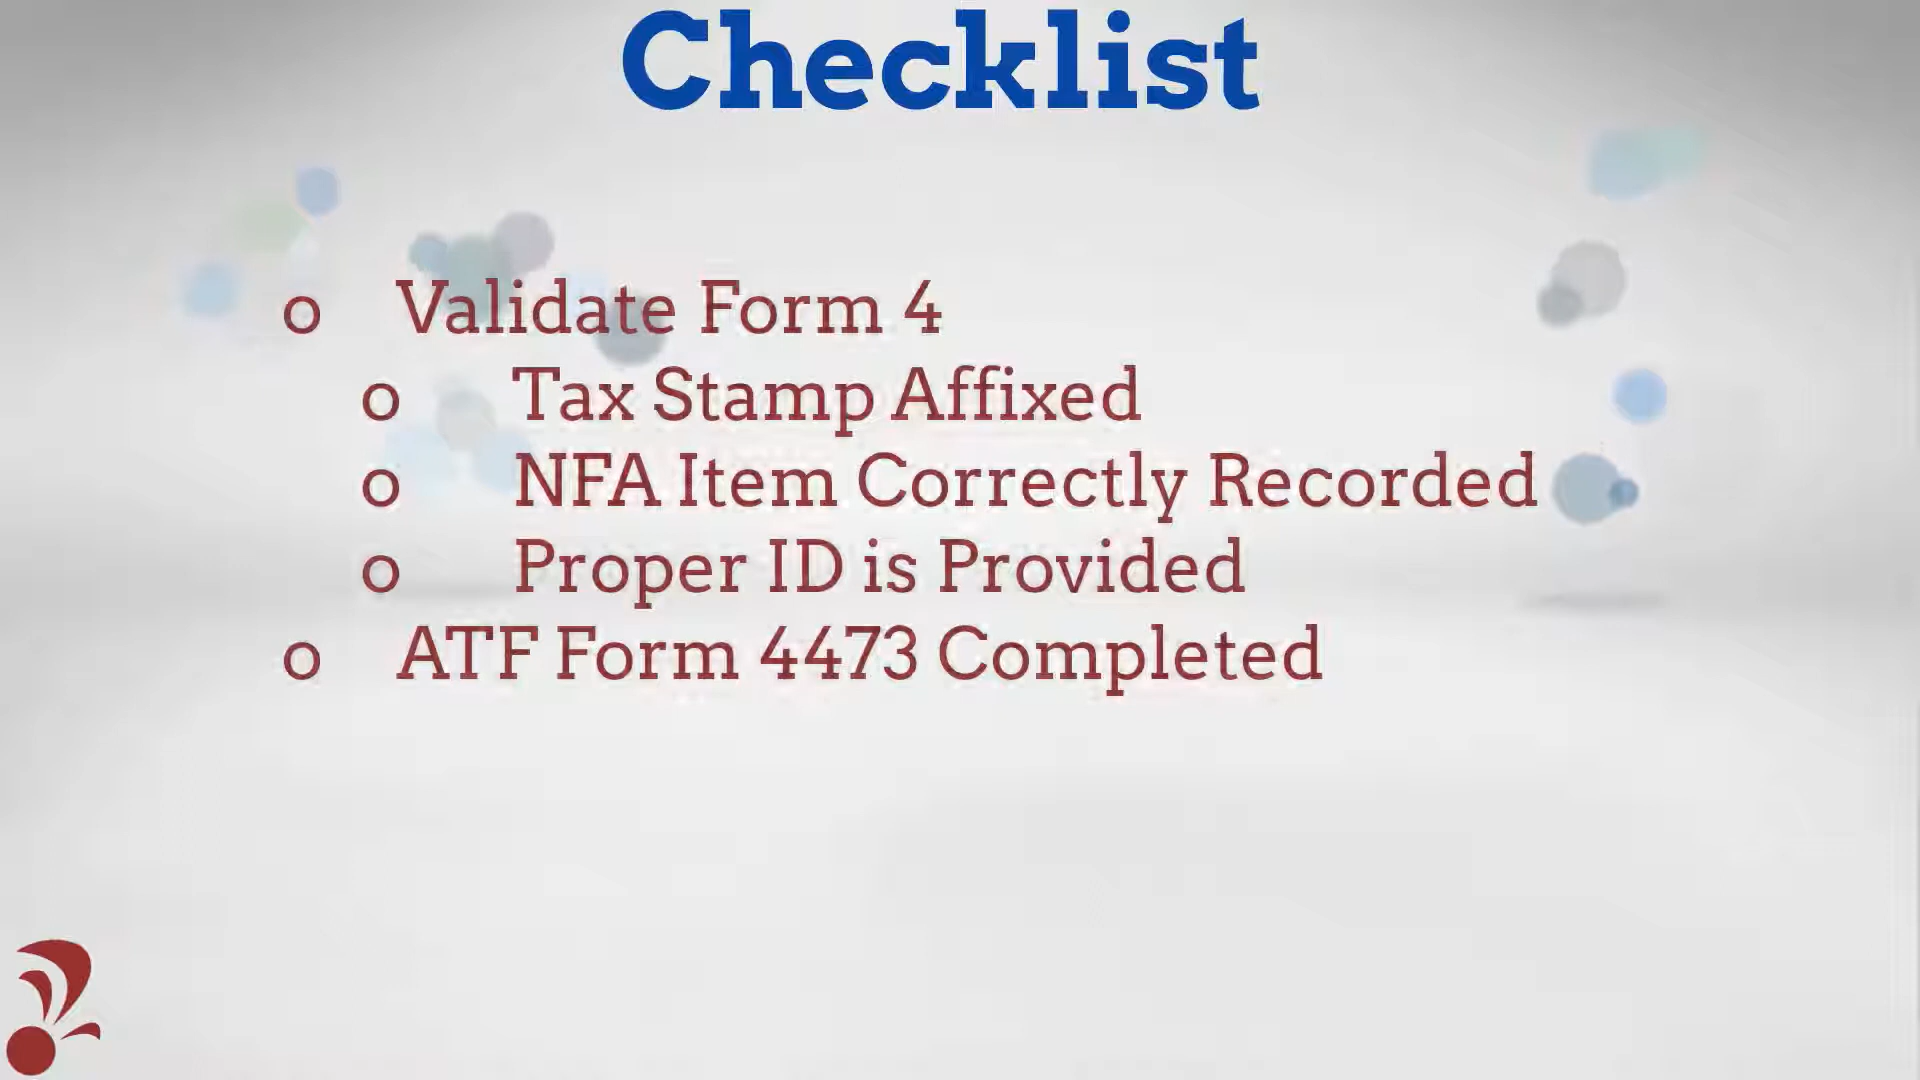 Checklist
o Validate Form 4
o Tax Stamp Affixed
o NFA Item Correctly Recorded
o Proper ID is Provided
o ATF Form 4473 Completed